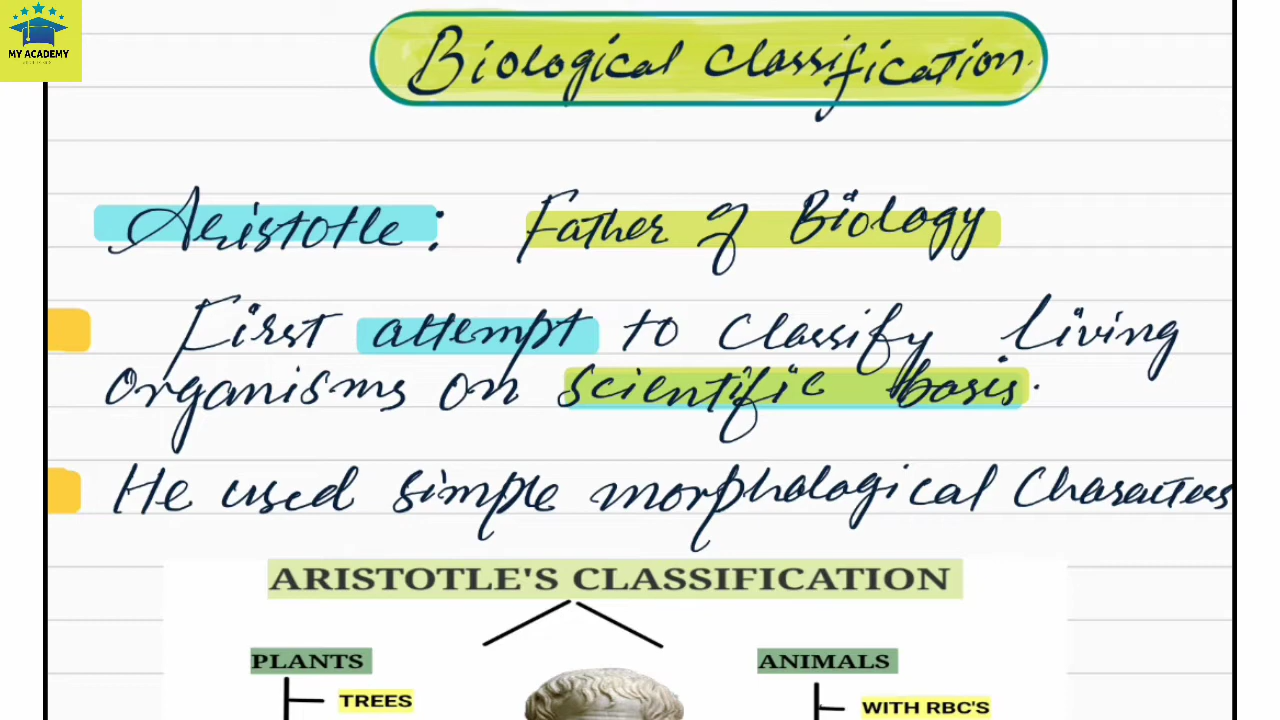 MY ACADEMY
Biological Classification.
Aristotle: Father of Biology
First attempt to Classify living
organisms on scientific basis.
He used simple morphological Characters
ARISTOTLE'S CLASSIFICATION
PLANTS ANIMALS
TREES WITH RBC'S